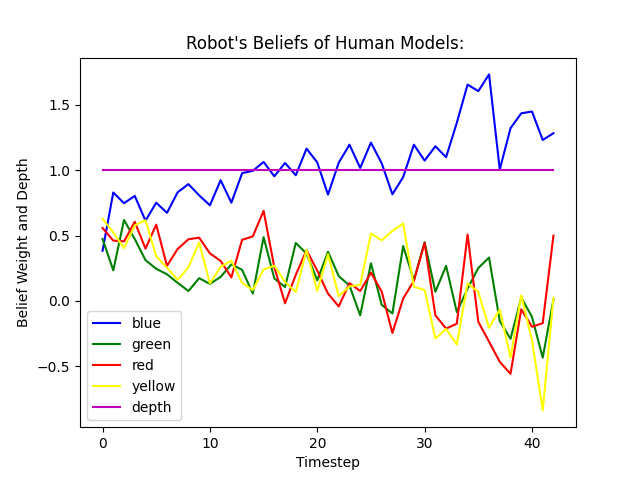 Robot's Beliefs of Human Models:
Belief Weight and Depth
1.5
1.0
0.5
0.0
−0.5
blue
green
red
yellow
depth
0
10
20
30
40
Timestep